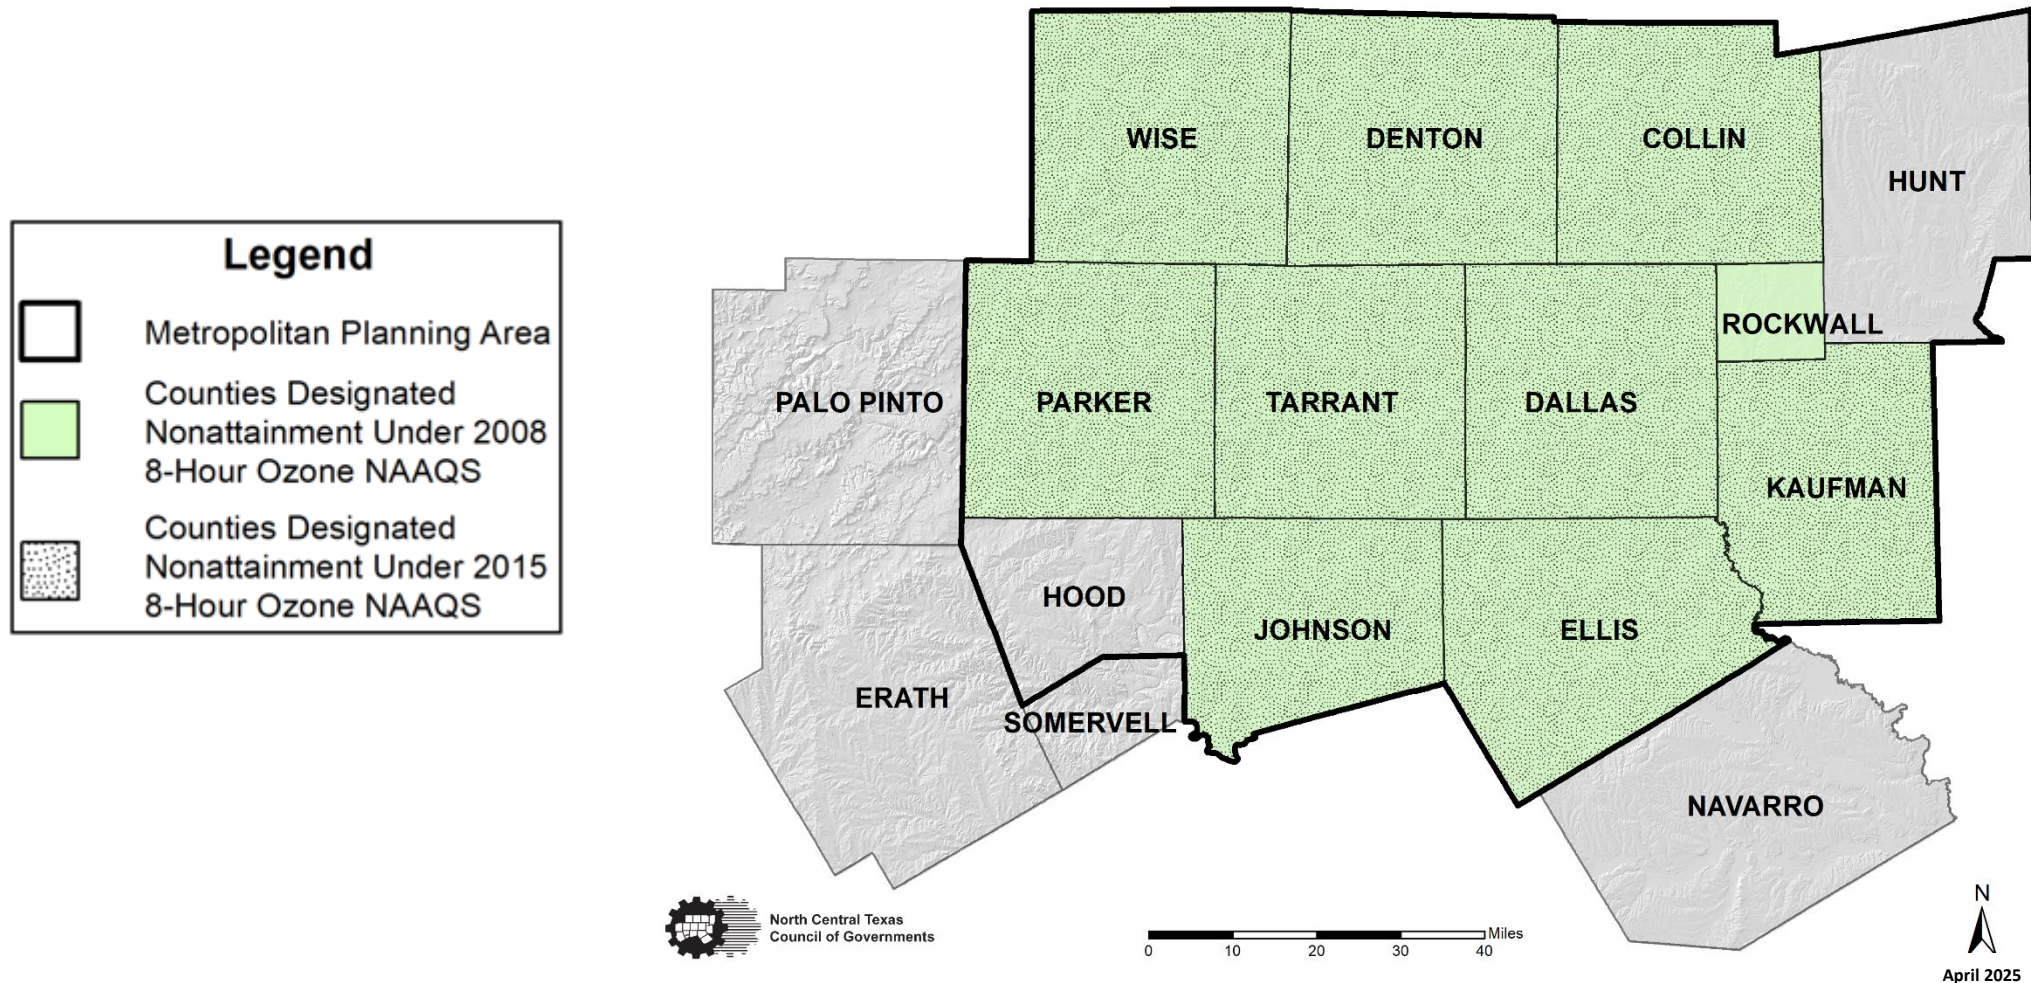 Legend
Metropolitan Planning Area
Counties Designated
Nonattainment Under 2008
8-Hour Ozone NAAQS
Counties Designated
Nonattainment Under 2015
8-Hour Ozone NAAQS
WISE
DENTON
COLLIN
HUNT
ROCKWALL
PALO PINTO
PARKER
TARRANT
DALLAS
KAUFMAN
HOOD
JOHNSON
ELLIS
ERATH
SOMERVELL
NAVARRO
North Central Texas
Council of Governments
Miles
0 10 20 30 40
N
April 2025